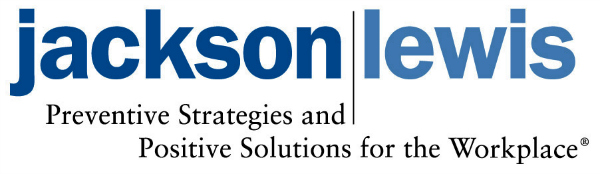 jackson|lewis
Preventive Strategies and
Positive Solutions for the Workplace®